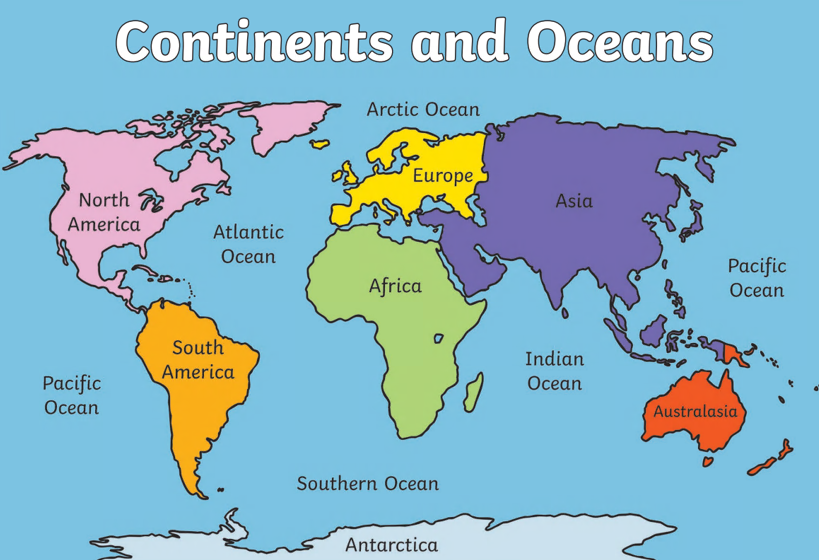 Continents and Oceans
Arctic Ocean
North
America
Europe
Asia
Atlantic
Ocean
Africa
Pacific
Ocean
South
America
Indian
Ocean
Pacific
Ocean
Australasia
Southern Ocean
Antarctica